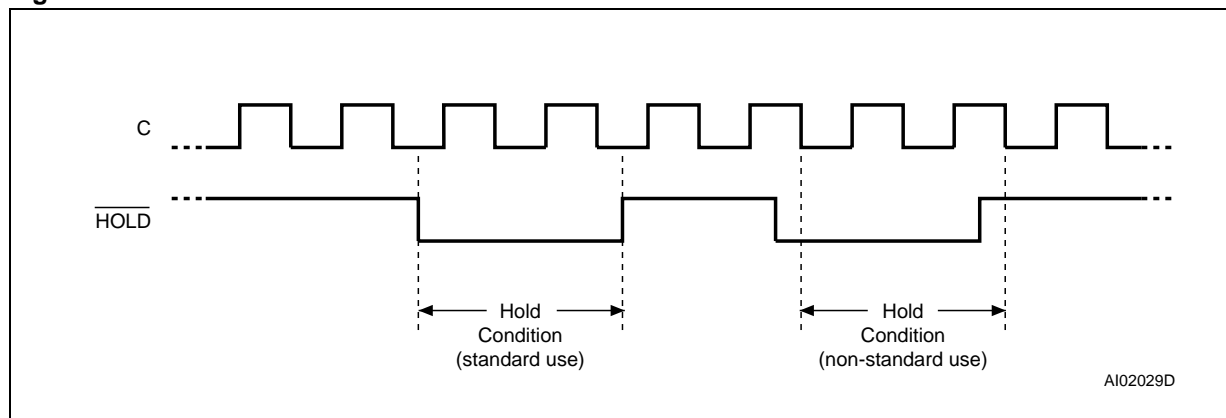 C
HOLD
Hold
Condition
(standard use)
Hold
Condition
(non-standard use)
AI02029D